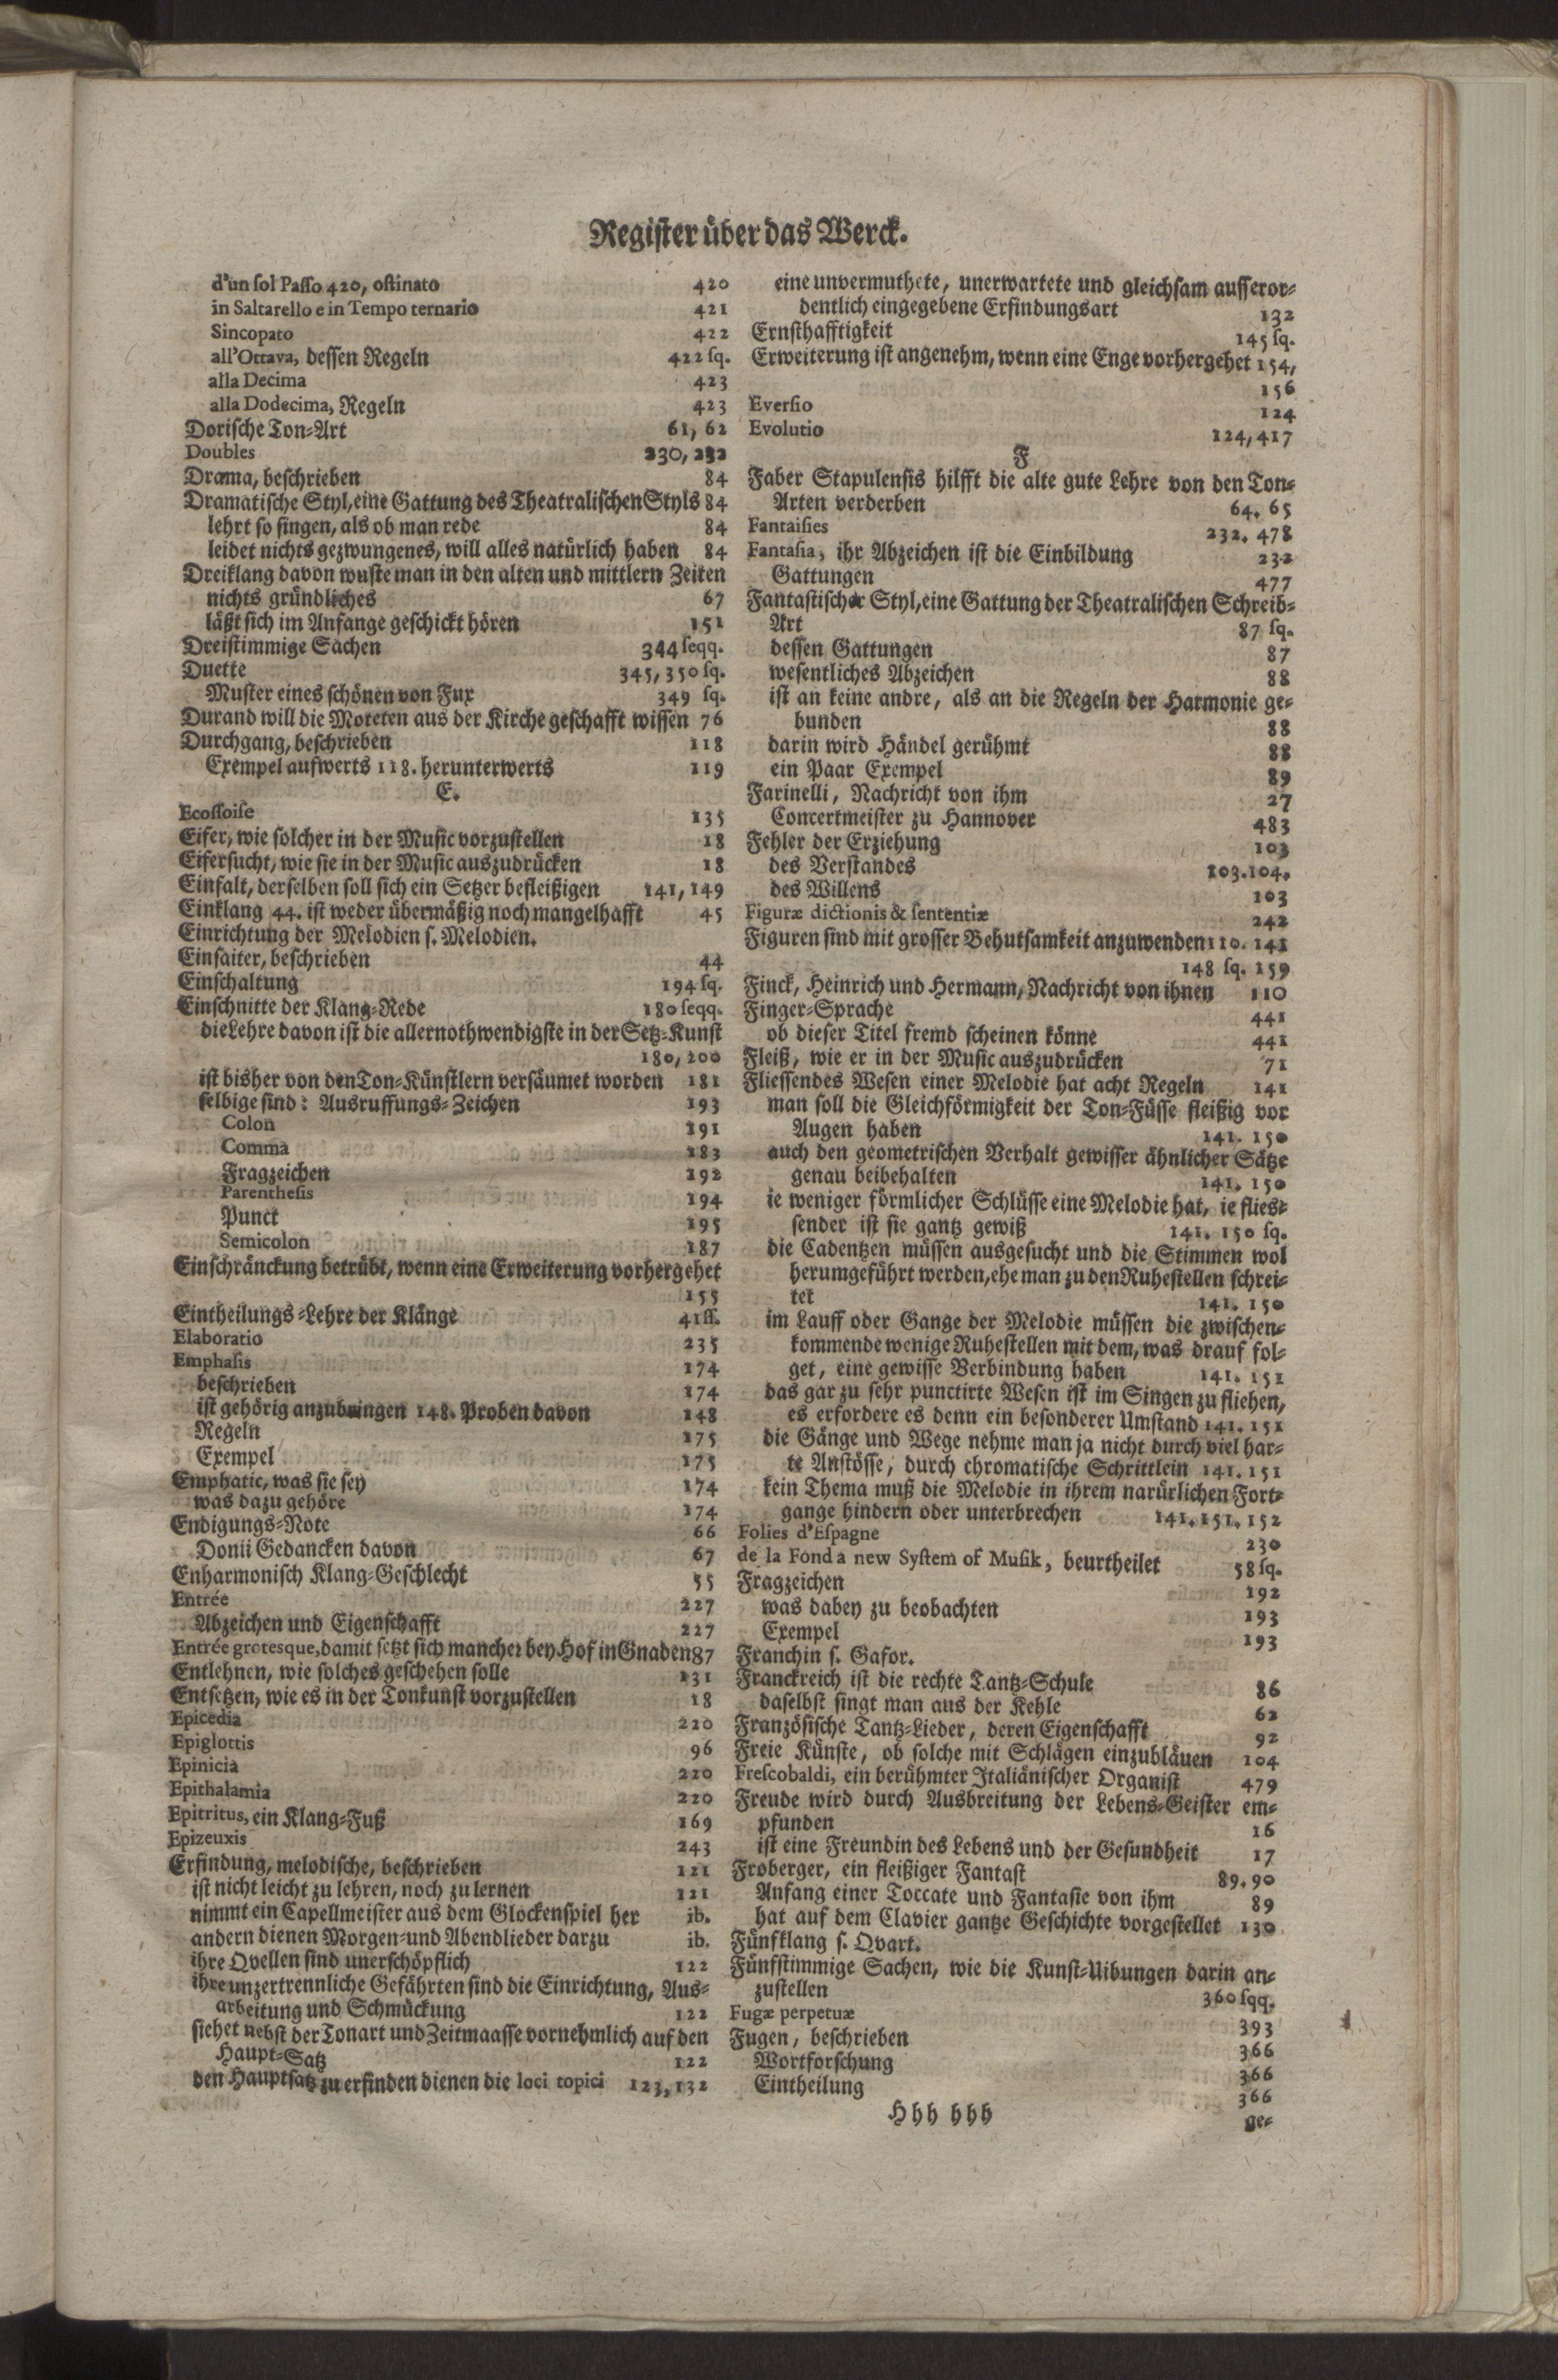 Register über das Werck.
d'un sol Passo 420, ostinato 420
in Saltarello e in Tempo ternario 421
Sincopato 422
all'Ottava, dessen Regeln 422 sq.
alla Decima 423
alla Dodecima, Regeln 423
Dorische Ton-Art 61, 62
Doubles 230, 232
Drama, beschrieben 84
Dramatische Styl, eine Gattung des Theatralischen Styls 84
lehrt so singen, als ob man rede 84
leidet nichts gezwungenes, will alles natürlich haben 84
Dreiklang davon wuste man in den alten und mittlern Zeiten
nichts gründliches 67
läßt sich im Anfange geschickt hören 151
Dreistimmige Sachen 344 seqq.
Duette 345, 350 sq.
Muster eines schönen von Fux 349 sq.
Durand will die Moteten aus der Kirche geschafft wissen 76
Durchgang, beschrieben 118
Exempel aufwerts 118. herunterwerts 119
E.
Ecossoise 135
Eifer, wie solcher in der Music vorzustellen 18
Eifersucht, wie sie in der Music auszudrücken 18
Einfalt, derselben soll sich ein Setzer befleißigen 141, 149
Einklang 44. ist weder übermäßig noch mangelhafft 45
Einrichtung der Melodien s. Melodien.
Einsaiter, beschrieben 44
Einschaltung 194 sq.
Einschnitte der Klang-Rede 180 seqq.
die Lehre davon ist die allernothwendigste in der Setz-Kunst
180, 200
ist bisher von den Ton-Künstlern versäumet worden 181
selbige sind: Ausruffungs-Zeichen 193
Colon 191
Comma 183
Fragzeichen 192
Parenthesis 194
Punct 195
Semicolon 187
Einschränckung betrübt, wenn eine Erweiterung vorhergehet
155
Eintheilungs-Lehre der Klänge 41 ff.
Elaboratio 235
Emphasis 174
beschrieben 174
ist gehörig anzubringen 148. Proben davon 148
Regeln 175
Exempel 175
Emphatic, was sie sey 174
was dazu gehöre 174
Endigungs-Note 66
Donii Gedancken davon 67
Enharmonisch Klang-Geschlecht 55
Entrée 227
Abzeichen und Eigenschafft 227
Entrée grotesque, damit setzt sich mancher bey Hof in Gnaden 87
Entlehnen, wie solches geschehen solle 131
Entsetzen, wie es in der Tonkunst vorzustellen 18
Epicedia 220
Epiglottis 96
Epinicia 220
Epithalamia 220
Epitritus, ein Klang-Fuß 169
Epizeuxis 243
Erfindung, melodische, beschrieben 121
ist nicht leicht zu lehren, noch zu lernen 121
nimmt ein Capellmeister aus dem Glockenspiel her ib.
andern dienen Morgen-und Abendlieder darzu ib.
ihre Qvellen sind unerschöpflich 122
ihre unzertrennliche Gefährten sind die Einrichtung, Aus-
arbeitung und Schmückung 122
siehet nebst der Tonart und Zeitmaasse vornehmlich auf den
Haupt-Satz 122
den Hauptsatz zu erfinden dienen die loci topici 123, 132
eine unvermuthete, unerwartete und gleichsam ausseror-
dentlich eingegebene Erfindungsart 132
Ernsthafftigkeit 145 sq.
Erweiterung ist angenehm, wenn eine Enge vorhergehet 154,
156
Eversio 124
Evolutio 124, 417
F
Faber Stapulensis hilfft die alte gute Lehre von den Ton-
Arten verderben 64. 65
Fantaisies 232. 478
Fantasia, ihr Abzeichen ist die Einbildung 232
Gattungen 477
Fantastischer Styl, eine Gattung der Theatralischen Schreib-
Art 87 sq.
dessen Gattungen 87
wesentliches Abzeichen 88
ist an keine andre, als an die Regeln der Harmonie ge-
bunden 88
darin wird Händel gerühmt 88
ein Paar Exempel 89
Farinelli, Nachricht von ihm 27
Concertmeister zu Hannover 483
Fehler der Erziehung 103
des Verstandes 103. 104.
des Willens 103
Figuræ dictionis & sententiæ 242
Figuren sind mit grosser Behutsamkeit anzuwenden 110. 141
148 sq. 159
Finck, Heinrich und Hermann, Nachricht von ihnen 110
Finger-Sprache 441
ob dieser Titel fremd scheinen könne 441
Fleiß, wie er in der Music auszudrücken 71
Fliessendes Wesen einer Melodie hat acht Regeln 141
man soll die Gleichförmigkeit der Ton-Füsse fleißig vor
Augen haben 141. 150
auch den geometrischen Verhalt gewisser ähnlicher Sätze
genau beibehalten 141. 150
ie weniger förmlicher Schlüsse eine Melodie hat, ie flies-
sender ist sie gantz gewiß 141. 150 sq.
die Cadentzen müssen ausgesucht und die Stimmen wol
herumgeführt werden, ehe man zu den Ruhestellen schrei-
tet 141. 150
im Lauff oder Gange der Melodie müssen die zwischen-
kommende wenige Ruhestellen mit dem, was drauf fol-
get, eine gewisse Verbindung haben 141. 151
das gar zu sehr punctirte Wesen ist im Singen zu fliehen,
es erfordere es denn ein besonderer Umstand 141. 151
die Gänge und Wege nehme man ja nicht durch viel har-
te Anstösse, durch chromatische Schrittlein 141. 151
kein Thema muß die Melodie in ihrem narürlichen Fort-
gange hindern oder unterbrechen 141. 151. 152
Folies d'Espagne 230
de la Fond a new System of Musik, beurtheilet 58 sq.
Fragzeichen 192
was dabey zu beobachten 193
Exempel 193
Franchin s. Gafor.
Franckreich ist die rechte Tantz-Schule 86
daselbst singt man aus der Kehle 62
Französische Tantz-Lieder, deren Eigenschafft 92
Freie Künste, ob solche mit Schlägen einzubläuen 104
Frescobaldi, ein berühmter Italiänischer Organist 479
Freude wird durch Ausbreitung der Lebens-Geister em-
pfunden 16
ist eine Freundin des Lebens und der Gesundheit 17
Froberger, ein fleißiger Fantast 89. 90
Anfang einer Toccate und Fantasie von ihm 89
hat auf dem Clavier gantze Geschichte vorgestellet 130
Fünfklang s. Qvart.
Fünfstimmige Sachen, wie die Kunst-Uibungen darin an-
zustellen 360 sqq.
Fugæ perpetuæ 393
Fugen, beschrieben 366
Wortforschung 366
Eintheilung 366
Hhh hhh
ge-